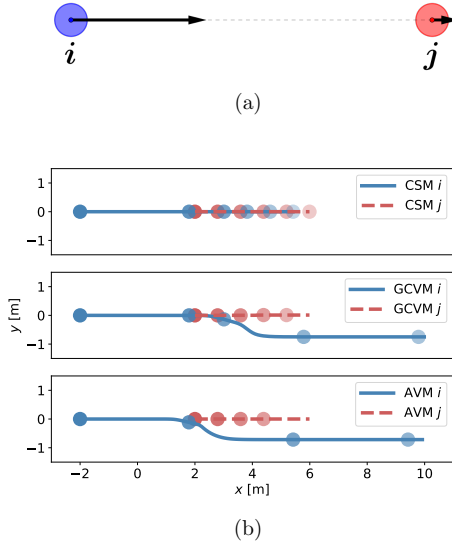 i j
(a)
1
0
−1
CSM i
CSM j
1
0
−1
y [m]
GCVM i
GCVM j
1
0
−1
AVM i
AVM j
−2 0 2 4 6 8 10
x [m]
(b)